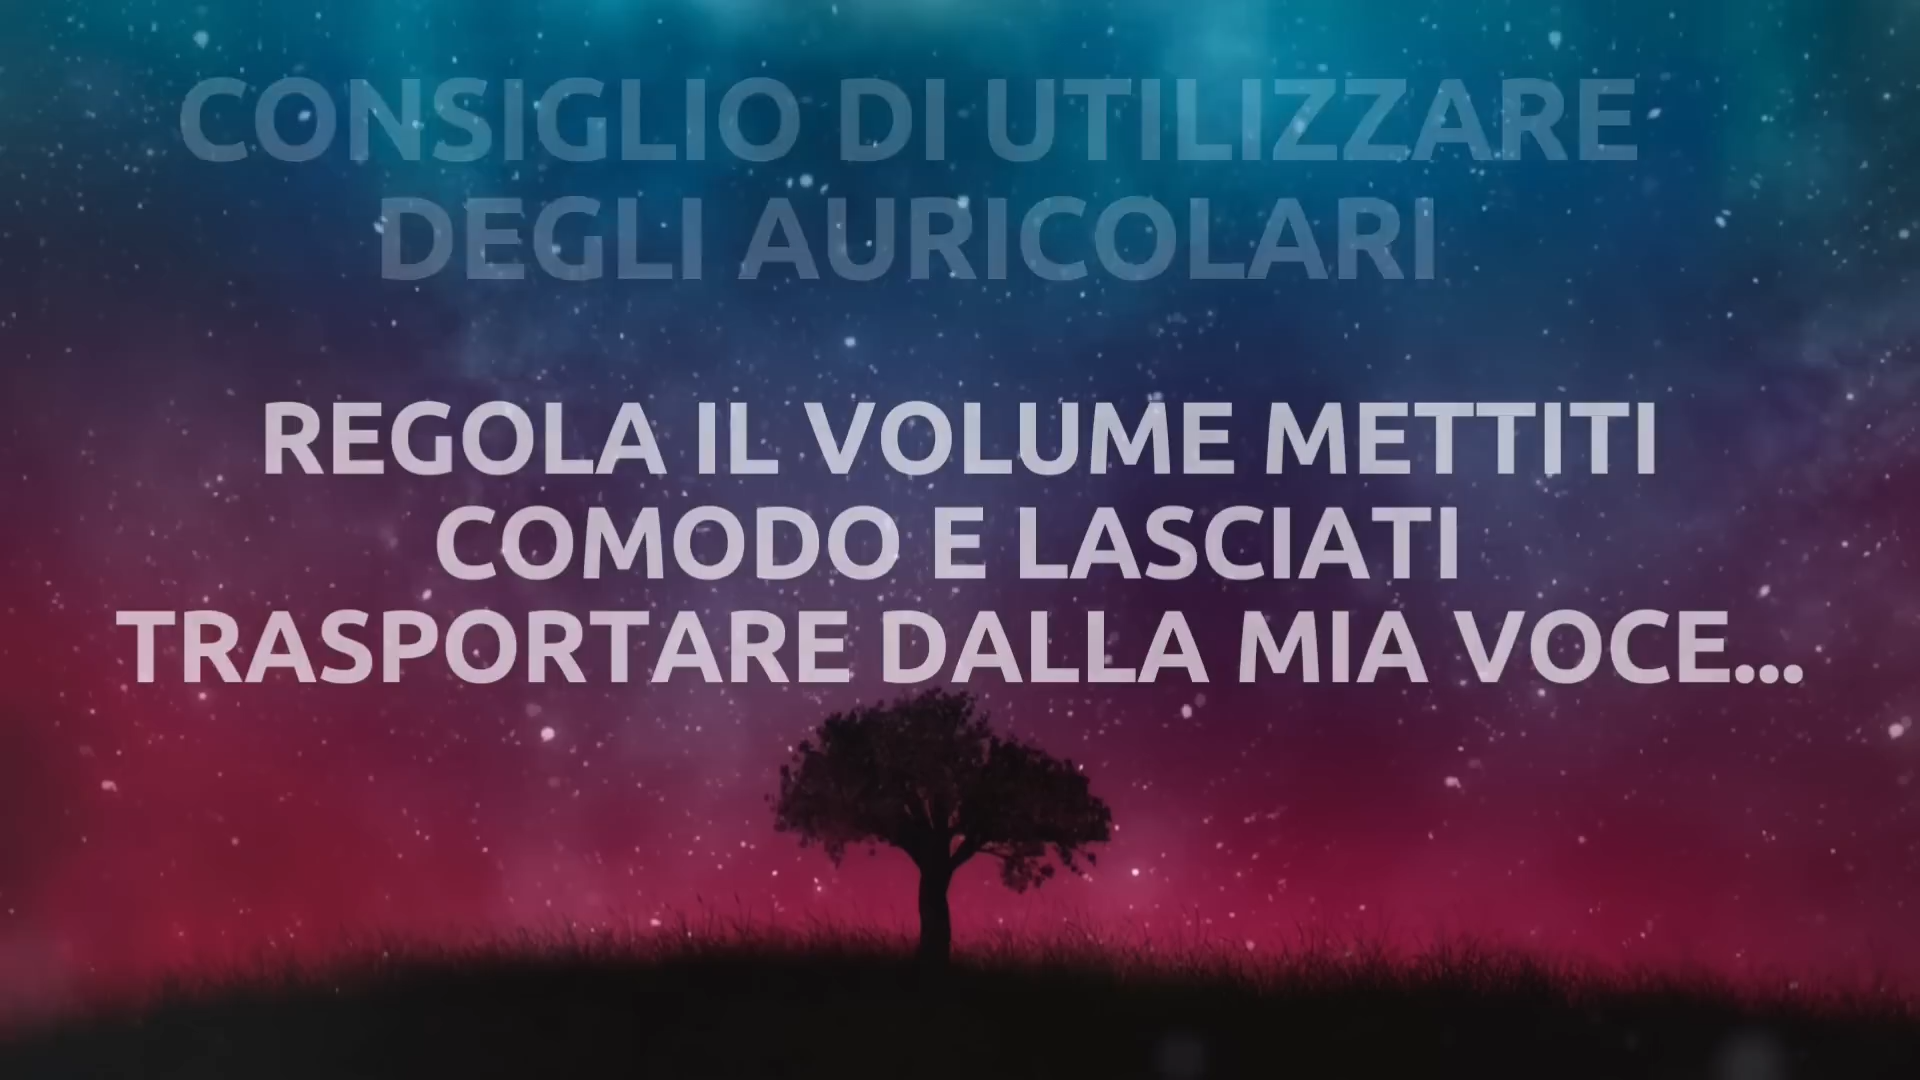 CONSIGLIO DI UTILIZZARE
DEGLI AURICOLARI
REGOLA IL VOLUME METTITI
COMODO E LASCIATI
TRASPORTARE DALLA MIA VOCE...